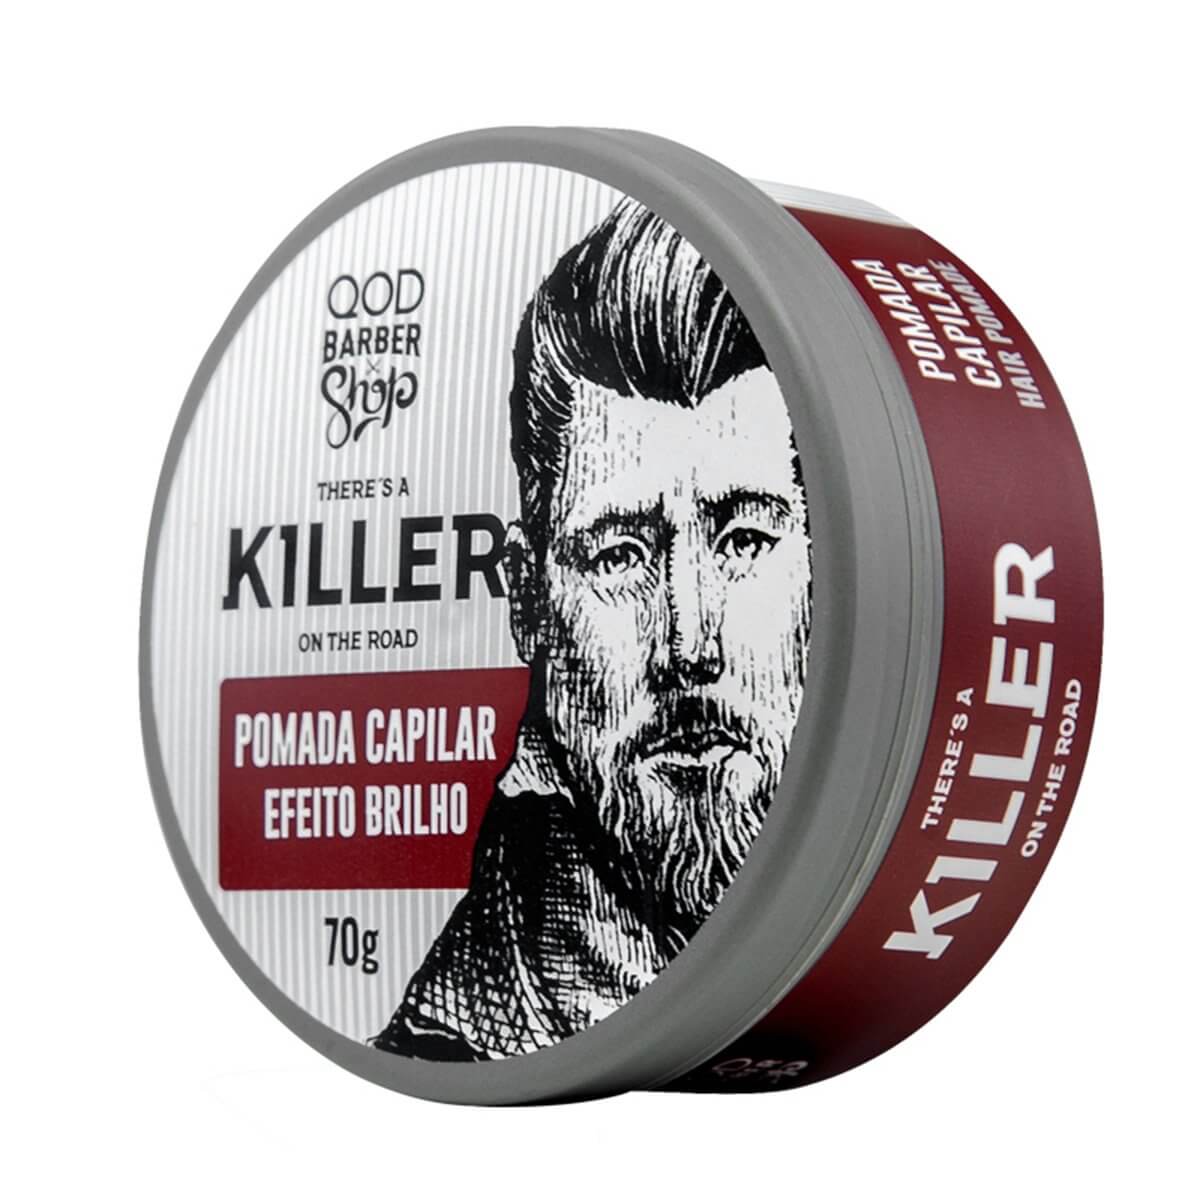 QOD
BARBER
Shop
THERE´S A
KILLER
ON THE ROAD
POMADA CAPILAR
EFEITO BRILHO
70g
POMADA
CAPILAR
CAPILAR
HAIR POMADE
THERE´S A
KILLER
ON THE ROAD